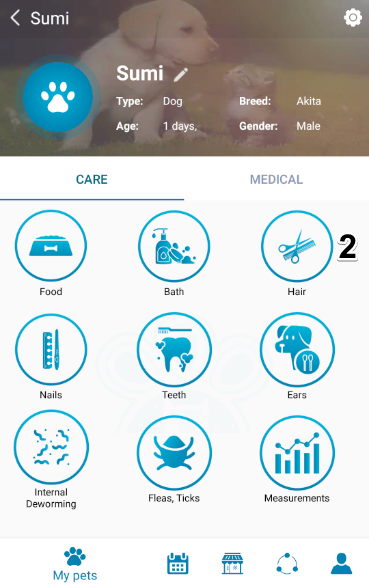 Sumi
Sumi
Type: Dog Breed: Akita
Age: 1 days, Gender: Male
CARE MEDICAL
Food Bath Hair 2
Nails Teeth Ears
Internal
Deworming Fleas, Ticks Measurements
My pets